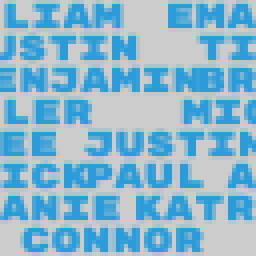 LIAM EMA
USTIN TI
ENJAMINBR
LER MIC
EE JUSTIN
ICKPAUL A
ANIE KATR
CONNOR